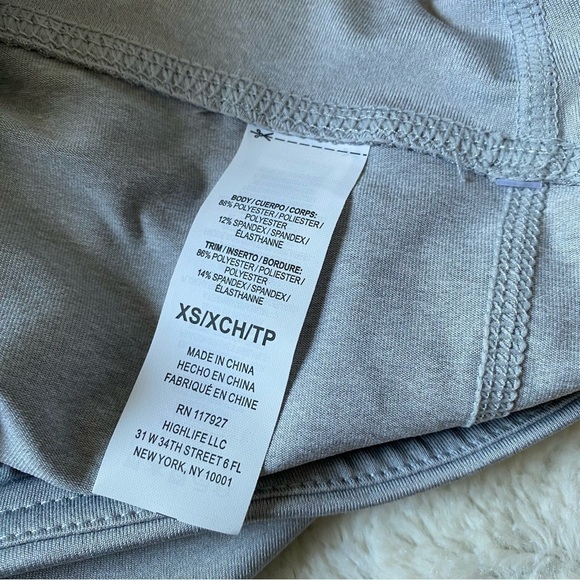 BODY / CUERPO / CORPS:
88% POLYESTER / POLIESTER /
POLYESTER
12% SPANDEX / SPANDEX /
ÉLASTHANNE
TRIM / INSERTO / BORDURE:
86% POLYESTER / POLIESTER /
POLYESTER
14% SPANDEX / SPANDEX /
ÉLASTHANNE
XS/XCH/TP
MADE IN CHINA
HECHO EN CHINA
FABRIQUÉ EN CHINE
RN 117927
HIGHLIFE LLC
31 W 34TH STREET 6 FL
NEW YORK, NY 10001